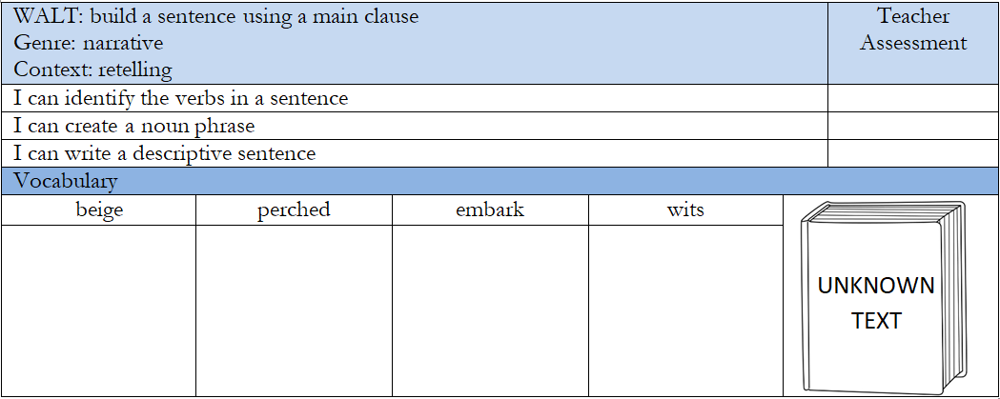 WALT: build a sentence using a main clause
Genre: narrative
Context: retelling
Teacher
Assessment
I can identify the verbs in a sentence
I can create a noun phrase
I can write a descriptive sentence
Vocabulary
beige
perched
embark
wits
UNKNOWN
TEXT